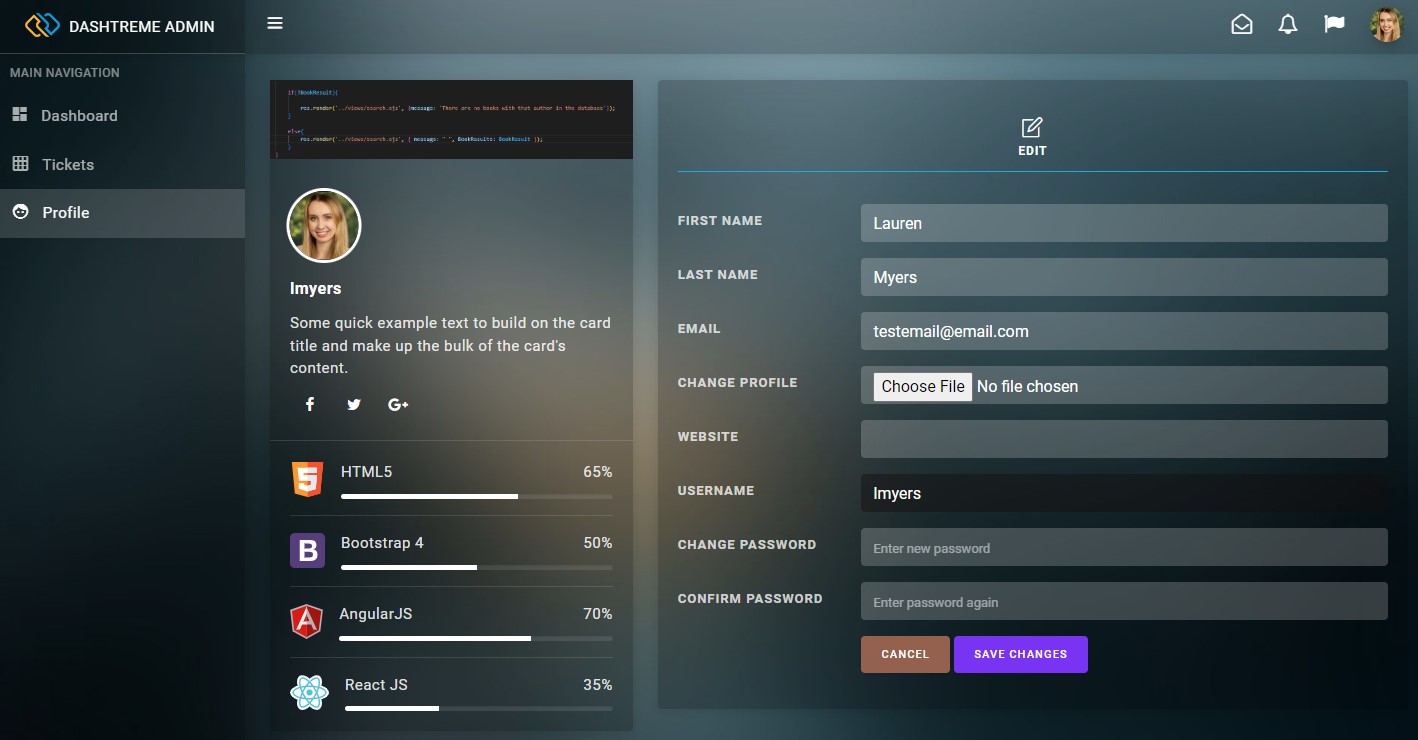 DASHTREME ADMIN
MAIN NAVIGATION
Dashboard
Tickets
Profile
if(!BookResult){
res.render('../views/search.ejs', {message: 'There are no books with that author in the database'});
}
else{
res.render('../views/search.ejs', { message: " ", BookResults: BookResult });
}
}
lmyers
Some quick example text to build on the card
title and make up the bulk of the card's
content.
G+
HTML5 65%
B Bootstrap 4 50%
AngularJS 70%
React JS 35%
EDIT
FIRST NAME Lauren
LAST NAME Myers
EMAIL testemail@email.com
CHANGE PROFILE Choose File No file chosen
WEBSITE
USERNAME lmyers
CHANGE PASSWORD Enter new password
CONFIRM PASSWORD Enter password again
CANCEL SAVE CHANGES